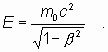 E = m₀c² / √(1 − β²) .